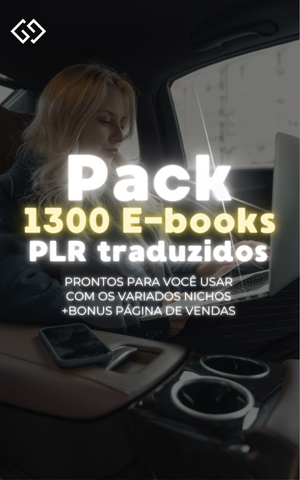 Pack
1300 E-books
PLR traduzidos
PRONTOS PARA VOCÊ USAR
COM OS VARIADOS NICHOS
+BONUS PÁGINA DE VENDAS